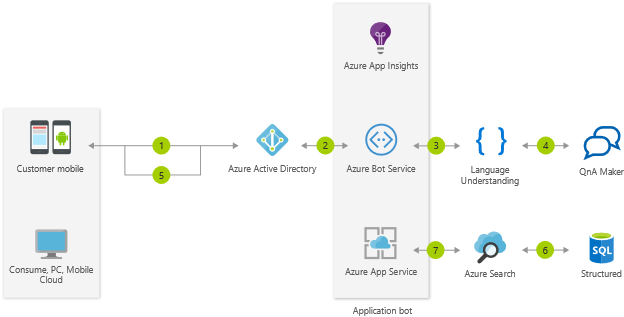 Azure App Insights
1
2
3
4
Customer mobile
Azure Active Directory
Azure Bot Service
Language
Understanding
QnA Maker
5
7
6
SQL
Consume, PC, Mobile
Cloud
Azure App Service
Azure Search
Structured
Application bot